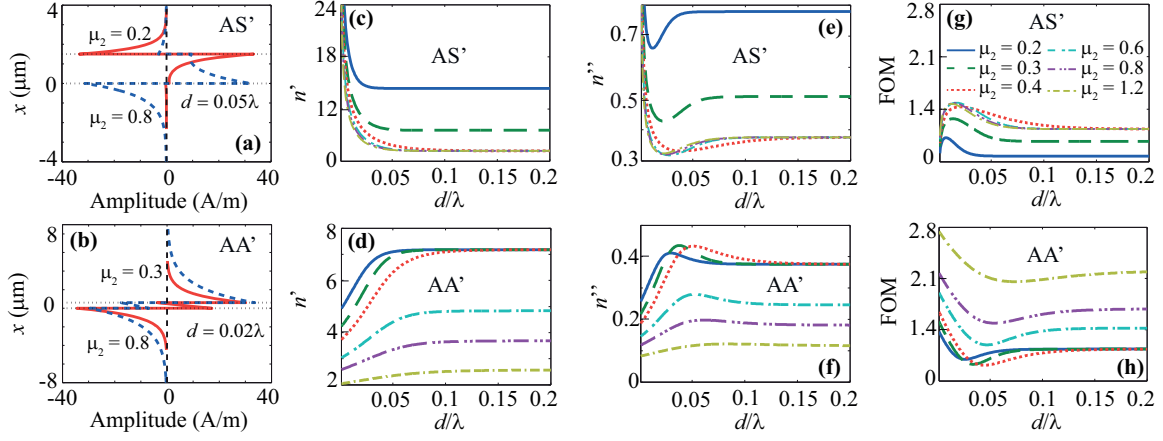 AS'
μ₂ = 0.2
μ₂ = 0.8
d = 0.05λ
(a)
x (μm)
4
0
4
−40
0
40
Amplitude (A/m)
(c)
AS'
n'
24
18
12
6
0
0.05
0.1
0.15
0.2
d/λ
(e)
AS'
n''
0.7
0.5
0.3
0.05
0.1
0.15
0.2
d/λ
(g)
AS'
μ₂ = 0.2
μ₂ = 0.3
μ₂ = 0.4
μ₂ = 0.6
μ₂ = 0.8
μ₂ = 1.2
FOM
2.8
2.1
1.4
0
0.05
0.1
0.15
0.2
d/λ
(b)
AA'
μ₂ = 0.3
μ₂ = 0.8
d = 0.02λ
x (μm)
8
0
8
−40
0
40
Amplitude (A/m)
(d)
AA'
n'
8
6
4
2
0
0.05
0.1
0.15
0.2
d/λ
(f)
AA'
n''
0.4
0.2
0
0.05
0.1
0.15
0.2
d/λ
(h)
AA'
FOM
2.8
2.1
1.4
0
0.05
0.1
0.15
0.2
d/λ